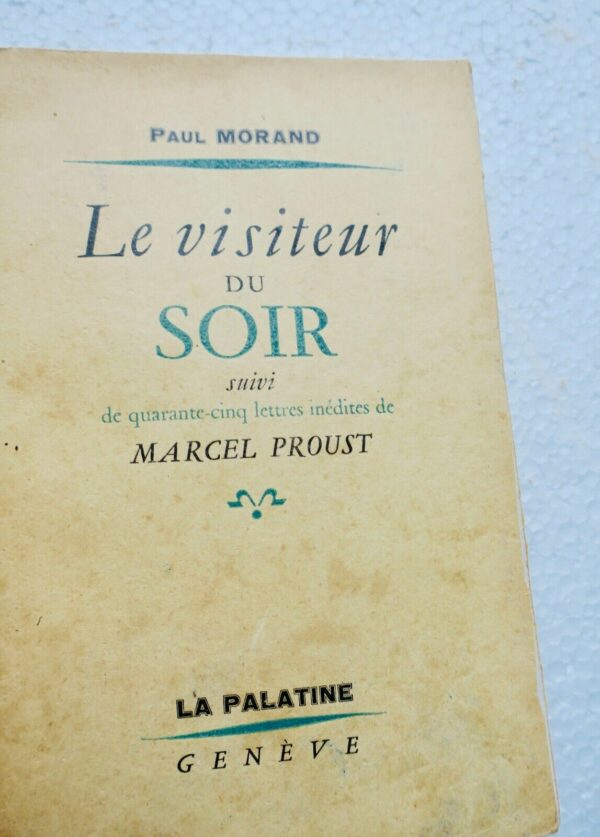 PAUL MORAND
Le visiteur
DU
SOIR
suivi
de quarante-cinq lettres inédites de
MARCEL PROUST
LA PALATINE
GENÈVE